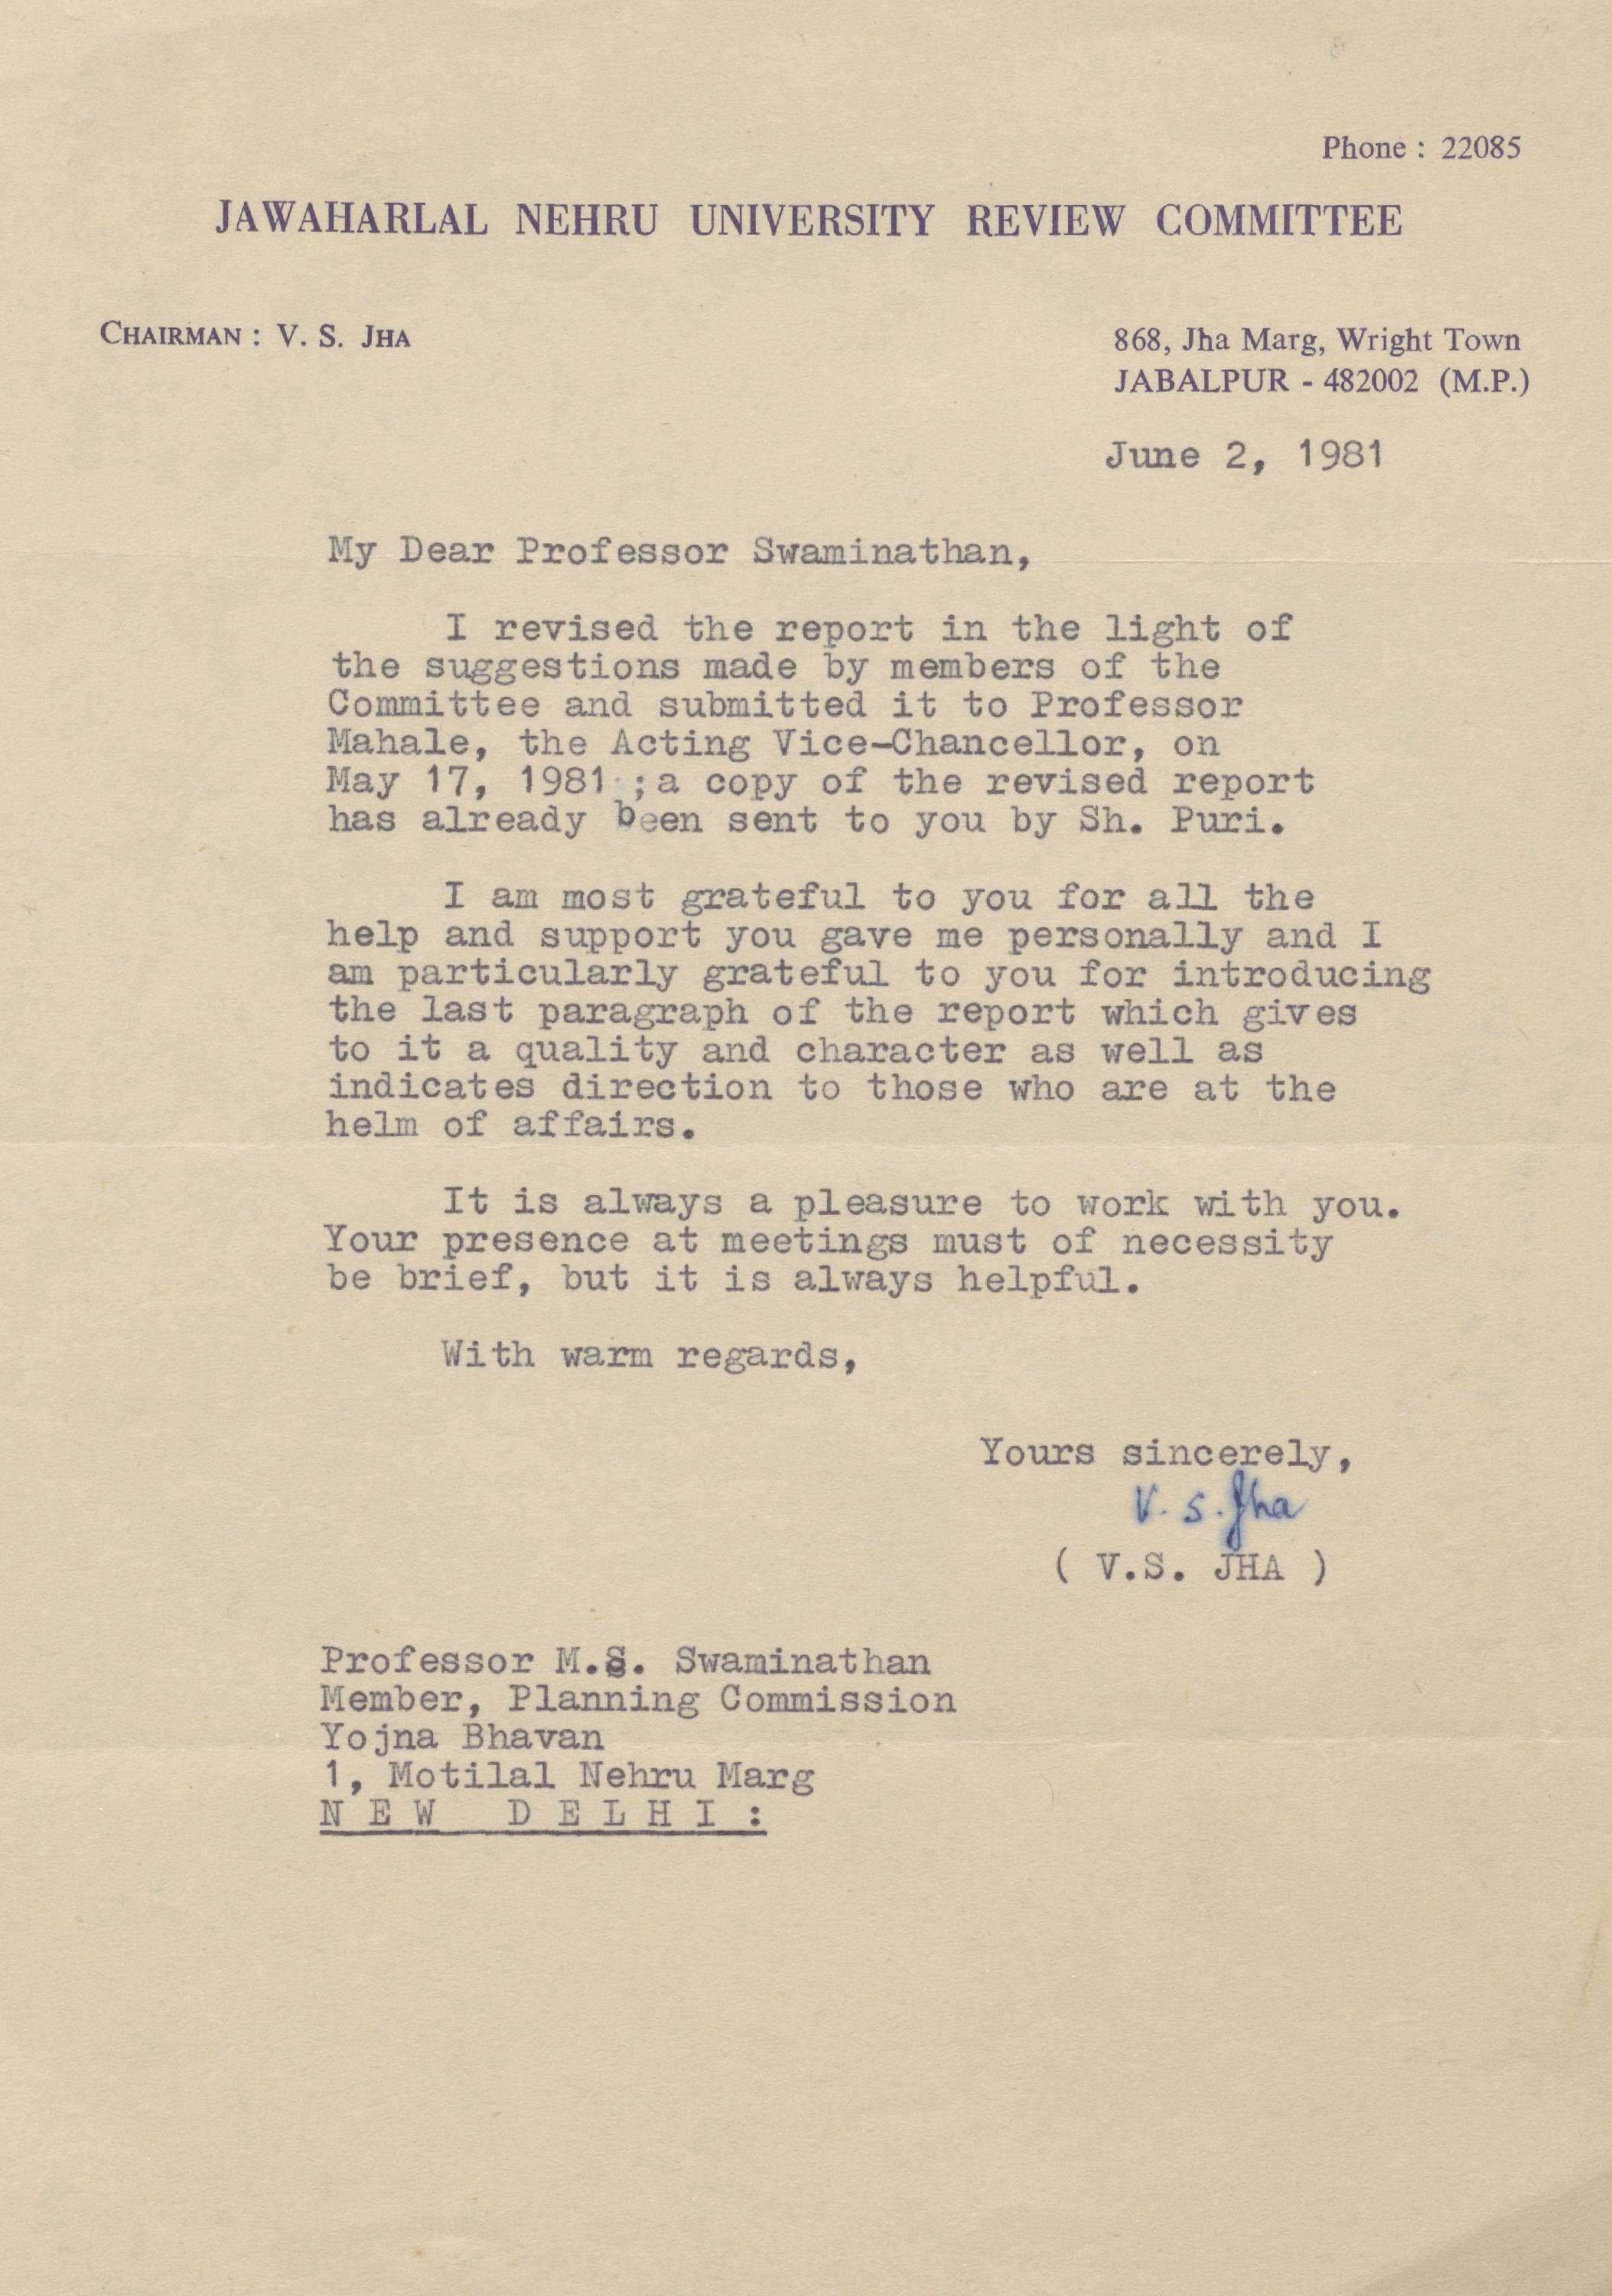 Phone : 22085
JAWAHARLAL NEHRU UNIVERSITY REVIEW COMMITTEE
CHAIRMAN : V. S. JHA
868, Jha Marg, Wright Town
JABALPUR - 482002 (M.P.)
June 2, 1981
My Dear Professor Swaminathan,
I revised the report in the light of
the suggestions made by members of the
Committee and submitted it to Professor
Mahale, the Acting Vice-Chancellor, on
May 17, 1981 ;a copy of the revised report
has already been sent to you by Sh. Puri.
I am most grateful to you for all the
help and support you gave me personally and I
am particularly grateful to you for introducing
the last paragraph of the report which gives
to it a quality and character as well as
indicates direction to those who are at the
helm of affairs.
It is always a pleasure to work with you.
Your presence at meetings must of necessity
be brief, but it is always helpful.
With warm regards,
Yours sincerely,
V. S. Jha
( V.S. JHA )
Professor M.S. Swaminathan
Member, Planning Commission
Yojna Bhavan
1, Motilal Nehru Marg
N E W D E L H I :